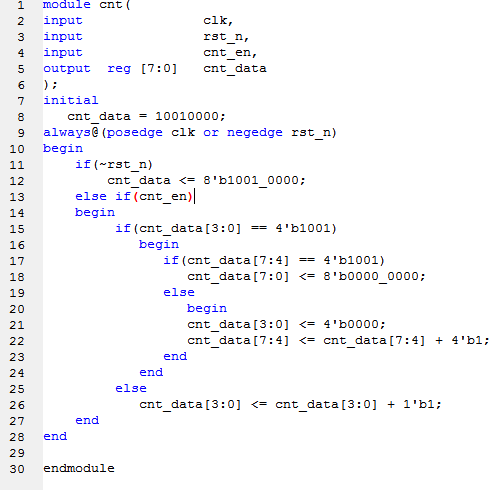 1 module cnt(
2 input clk,
3 input rst_n,
4 input cnt_en,
5 output reg [7:0] cnt_data
6 );
7 initial
8 cnt_data = 10010000;
9 always@(posedge clk or negedge rst_n)
10 begin
11 if(~rst_n)
12 cnt_data <= 8'b1001_0000;
13 else if(cnt_en)
14 begin
15 if(cnt_data[3:0] == 4'b1001)
16 begin
17 if(cnt_data[7:4] == 4'b1001)
18 cnt_data[7:0] <= 8'b0000_0000;
19 else
20 begin
21 cnt_data[3:0] <= 4'b0000;
22 cnt_data[7:4] <= cnt_data[7:4] + 4'b1;
23 end
24 end
25 else
26 cnt_data[3:0] <= cnt_data[3:0] + 1'b1;
27 end
28 end
29
30 endmodule